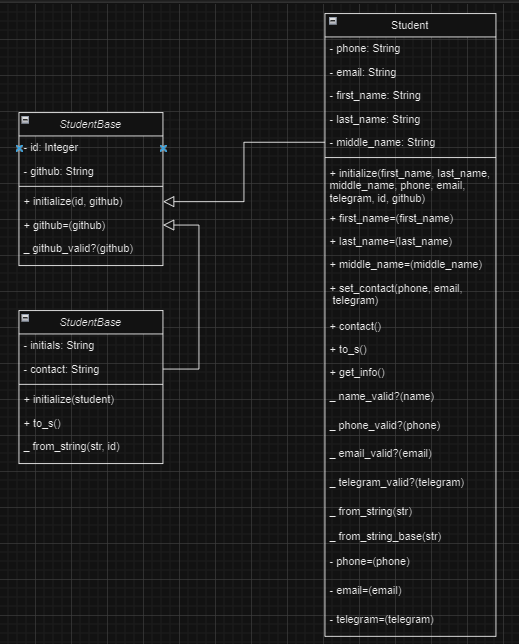 StudentBase
- id: Integer
- github: String
+ initialize(id, github)
+ github=(github)
_ github_valid?(github)
StudentBase
- initials: String
- contact: String
+ initialize(student)
+ to_s()
_ from_string(str, id)
Student
- phone: String
- email: String
- first_name: String
- last_name: String
- middle_name: String
+ initialize(first_name, last_name,
middle_name, phone, email,
telegram, id, github)
+ first_name=(first_name)
+ last_name=(last_name)
+ middle_name=(middle_name)
+ set_contact(phone, email,
telegram)
+ contact()
+ to_s()
+ get_info()
_ name_valid?(name)
_ phone_valid?(phone)
_ email_valid?(email)
_ telegram_valid?(telegram)
_ from_string(str)
_ from_string_base(str)
- phone=(phone)
- email=(email)
- telegram=(telegram)